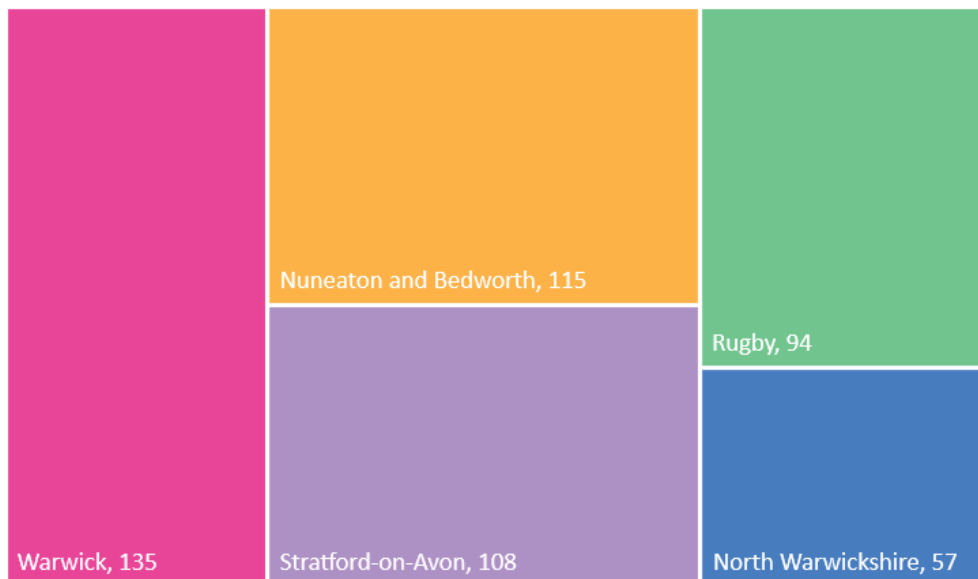 Nuneaton and Bedworth, 115
Rugby, 94
Warwick, 135
Stratford-on-Avon, 108
North Warwickshire, 57